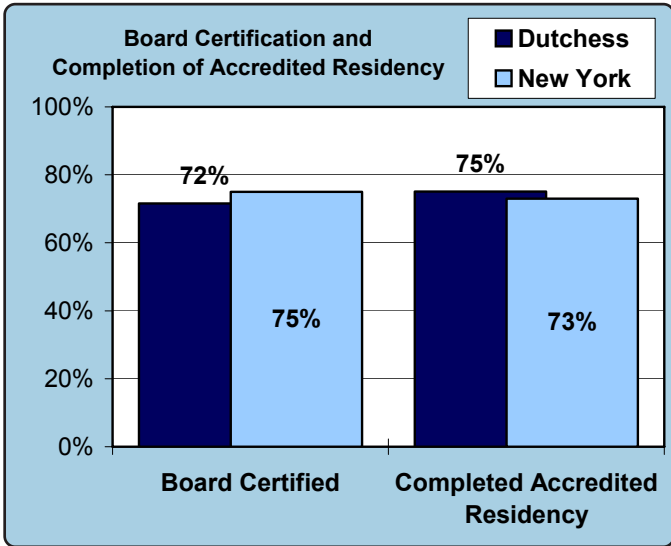 Board Certification and
Completion of Accredited Residency
Dutchess
New York
100%
80%
60%
40%
20%
0%
72%
75%
75%
73%
Board Certified
Completed Accredited
Residency